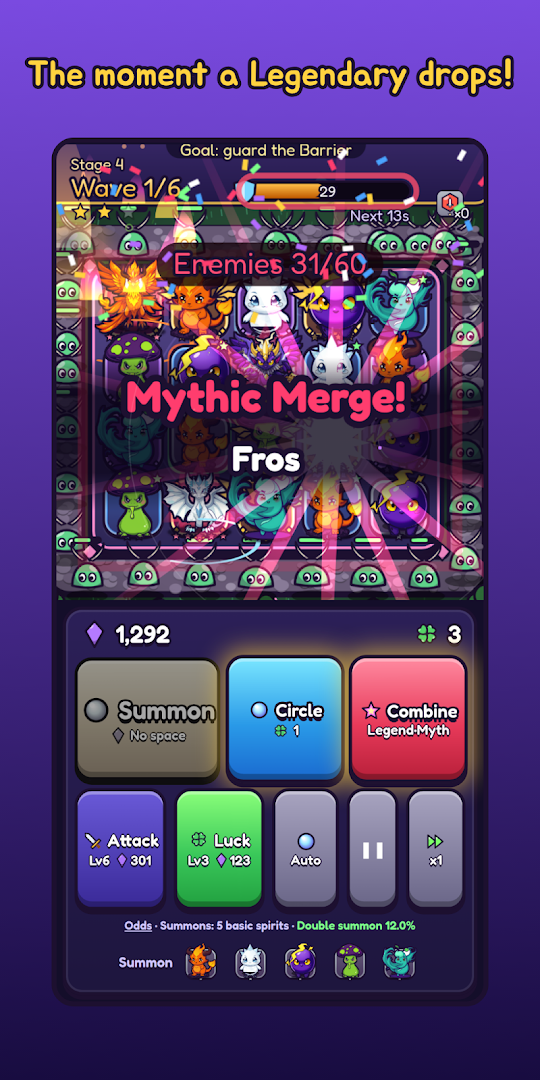 The moment a Legendary drops!
Goal: guard the Barrier
Stage 4
Wave 1/6
29
Next 13s
x0
Enemies 31/60
Mythic Merge!
Fros
1,292
3
Summon
No space
Circle
1
Combine
Legend·Myth
Attack
Lv6 301
Luck
Lv3 123
Auto
x1
Odds · Summons: 5 basic spirits · Double summon 12.0%
Summon